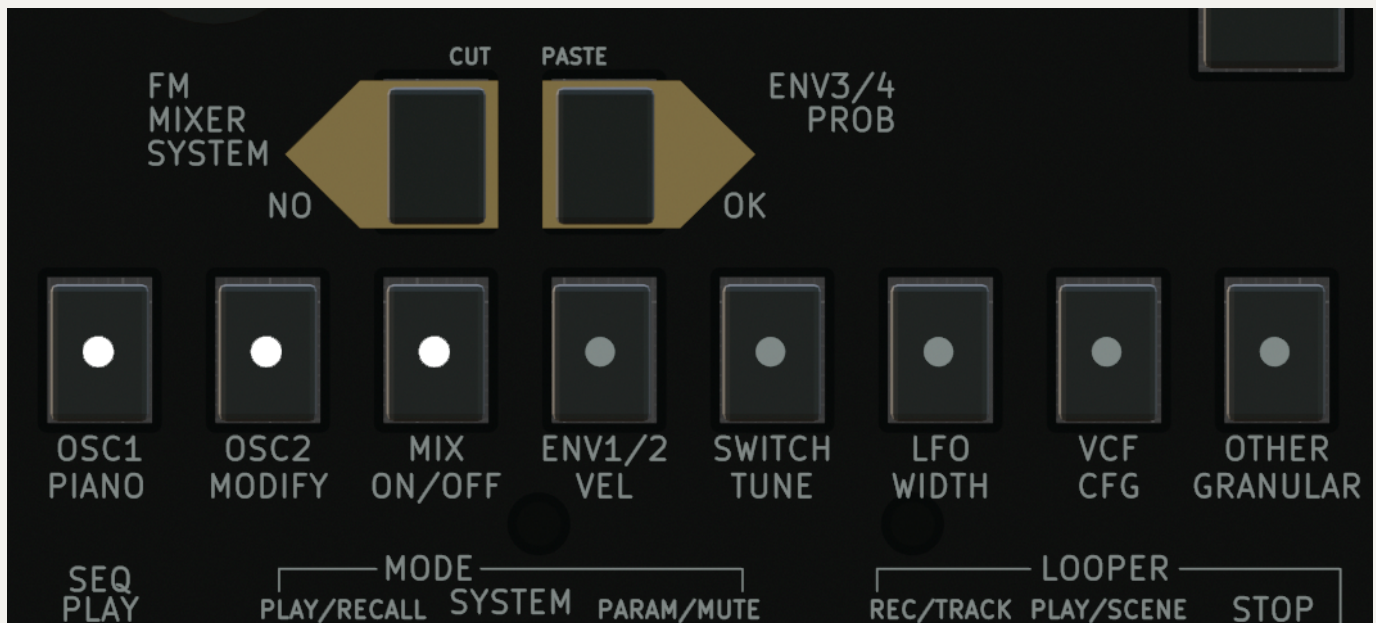 CUT
PASTE
FM
MIXER
SYSTEM
NO
ENV3/4
PROB
OK
OSC1
PIANO
OSC2
MODIFY
MIX
ON/OFF
ENV1/2
VEL
SWITCH
TUNE
LFO
WIDTH
VCF
CFG
OTHER
GRANULAR
SEQ
PLAY
MODE
PLAY/RECALL
SYSTEM
PARAM/MUTE
LOOPER
REC/TRACK
PLAY/SCENE
STOP